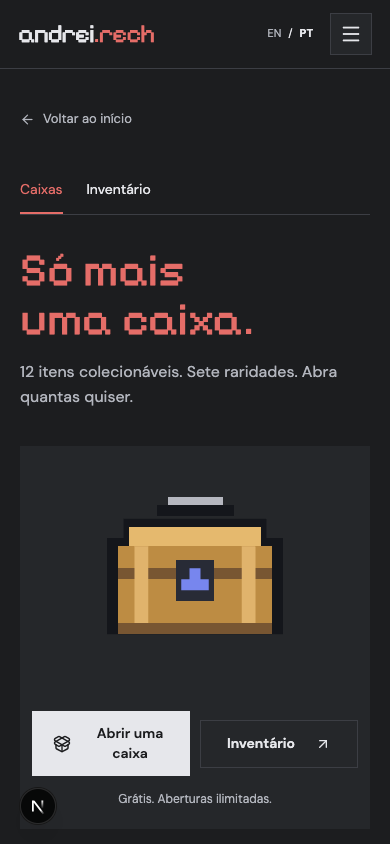 andrei.rech
EN / PT
Voltar ao início
Caixas Inventário
Só mais
uma caixa.
12 itens colecionáveis. Sete raridades. Abra
quantas quiser.
Abrir uma
caixa
Inventário
N
Grátis. Aberturas ilimitadas.